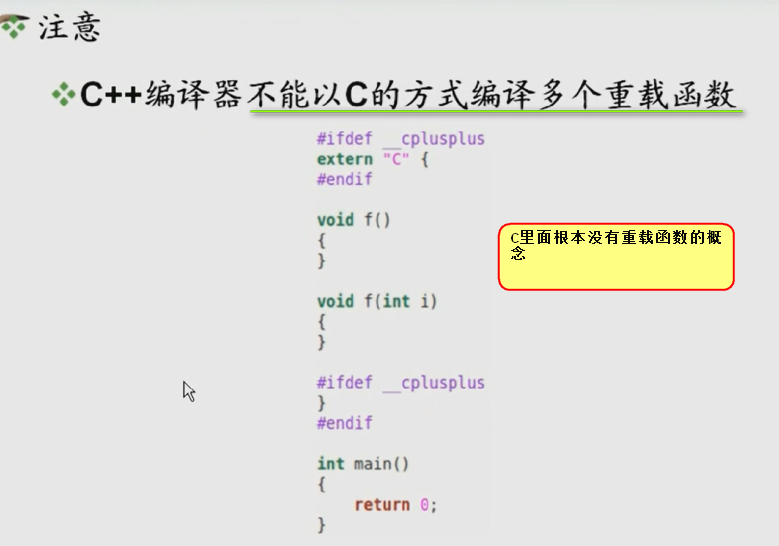 注意
C++编译器不能以C的方式编译多个重载函数
#ifdef __cplusplus
extern "C" {
#endif
void f()
{
}
C里面根本没有重载函数的概
念
void f(int i)
{
}
#ifdef __cplusplus
}
#endif
int main()
{
    return 0;
}